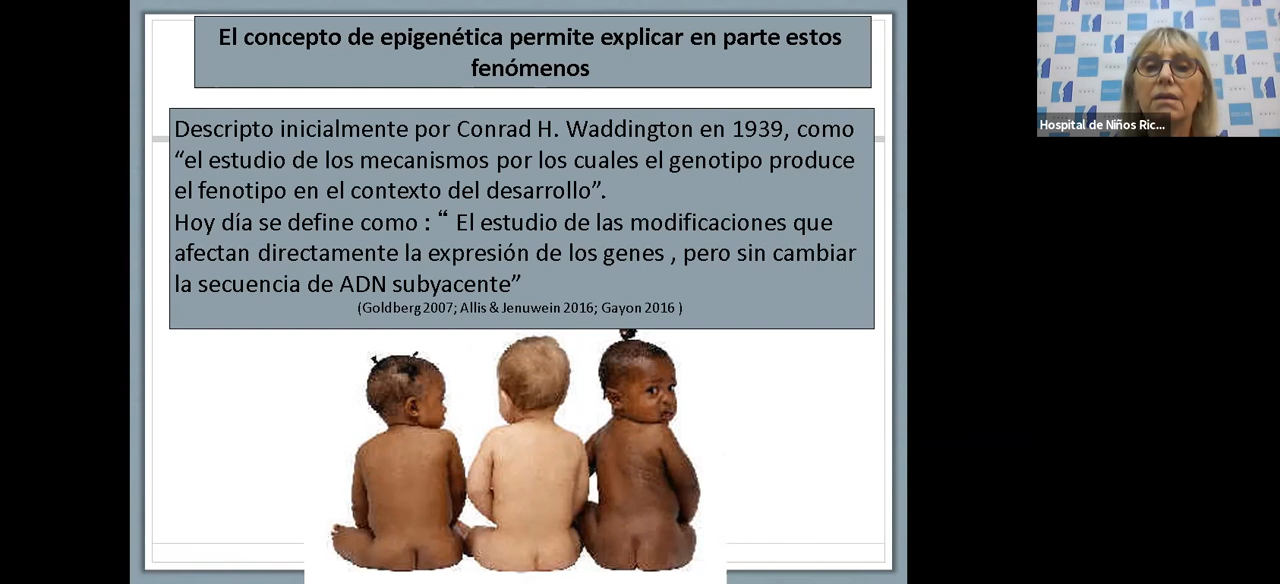 El concepto de epigenética permite explicar en parte estos
fenómenos
Descripto inicialmente por Conrad H. Waddington en 1939, como
“el estudio de los mecanismos por los cuales el genotipo produce
el fenotipo en el contexto del desarrollo”.
Hoy día se define como : “ El estudio de las modificaciones que
afectan directamente la expresión de los genes , pero sin cambiar
la secuencia de ADN subyacente”
(Goldberg 2007; Allis & Jenuwein 2016; Gayon 2016 )
Hospital de Niños Ric...